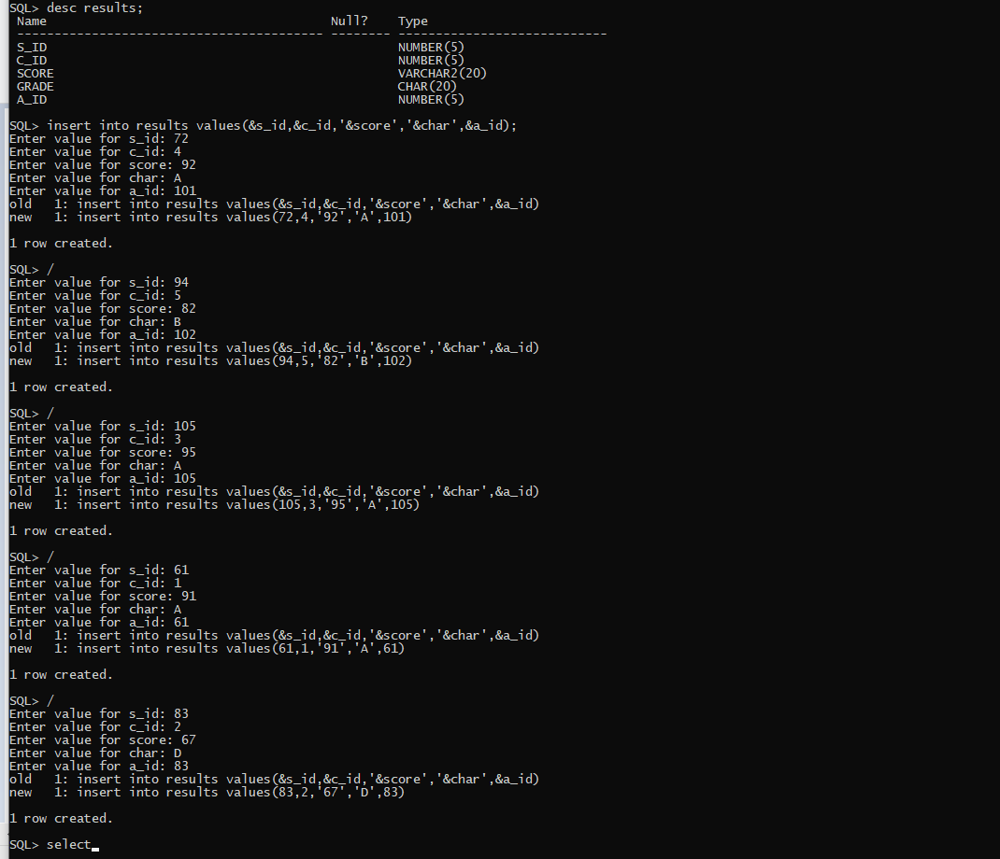 SQL> desc results;
Name Null? Type
----------------------------------------- -------- ----------------------------
S_ID NUMBER(5)
C_ID NUMBER(5)
SCORE VARCHAR2(20)
GRADE CHAR(20)
A_ID NUMBER(5)
SQL> insert into results values(&s_id,&c_id,'&score','&char',&a_id);
Enter value for s_id: 72
Enter value for c_id: 4
Enter value for score: 92
Enter value for char: A
Enter value for a_id: 101
old 1: insert into results values(&s_id,&c_id,'&score','&char',&a_id)
new 1: insert into results values(72,4,'92','A',101)
1 row created.
SQL> /
Enter value for s_id: 94
Enter value for c_id: 5
Enter value for score: 82
Enter value for char: B
Enter value for a_id: 102
old 1: insert into results values(&s_id,&c_id,'&score','&char',&a_id)
new 1: insert into results values(94,5,'82','B',102)
1 row created.
SQL> /
Enter value for s_id: 105
Enter value for c_id: 3
Enter value for score: 95
Enter value for char: A
Enter value for a_id: 105
old 1: insert into results values(&s_id,&c_id,'&score','&char',&a_id)
new 1: insert into results values(105,3,'95','A',105)
1 row created.
SQL> /
Enter value for s_id: 61
Enter value for c_id: 1
Enter value for score: 91
Enter value for char: A
Enter value for a_id: 61
old 1: insert into results values(&s_id,&c_id,'&score','&char',&a_id)
new 1: insert into results values(61,1,'91','A',61)
1 row created.
SQL> /
Enter value for s_id: 83
Enter value for c_id: 2
Enter value for score: 67
Enter value for char: D
Enter value for a_id: 83
old 1: insert into results values(&s_id,&c_id,'&score','&char',&a_id)
new 1: insert into results values(83,2,'67','D',83)
1 row created.
SQL> select